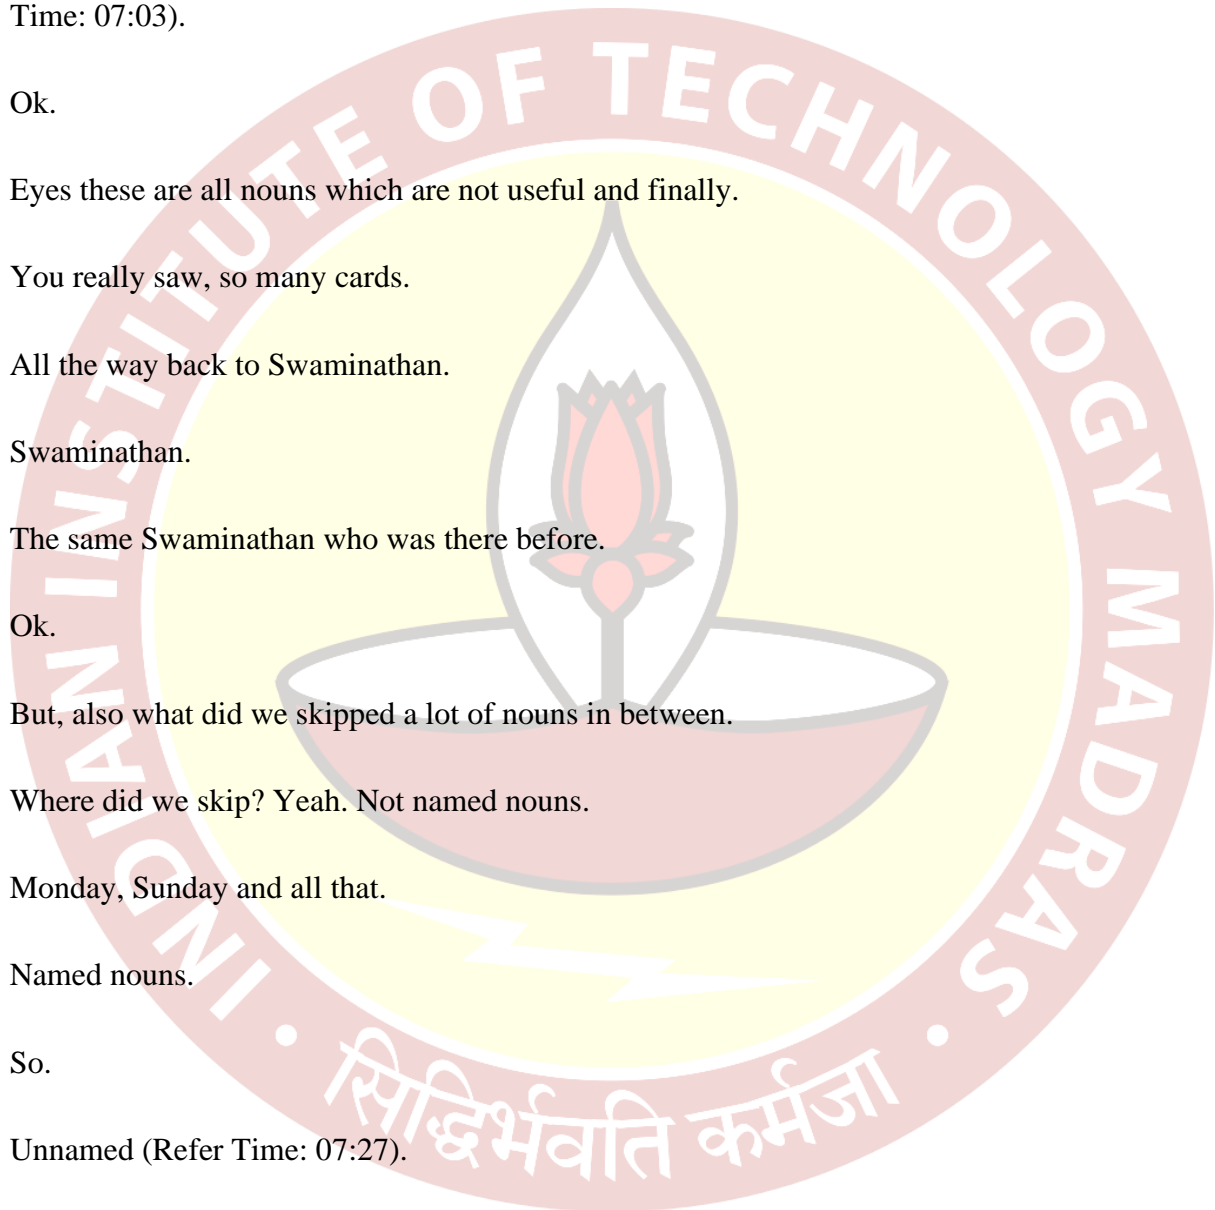 Time: 07:03).
Ok.
Eyes these are all nouns which are not useful and finally.
You really saw, so many cards.
All the way back to Swaminathan.
Swaminathan.
The same Swaminathan who was there before.
Ok.
But, also what did we skipped a lot of nouns in between.
Where did we skip? Yeah. Not named nouns.
Monday, Sunday and all that.
Named nouns.
So.
Unnamed (Refer Time: 07:27).
INDIAN INSTITUTE OF TECHNOLOGY MADRAS
सिद्धिर्भवति कर्मजा